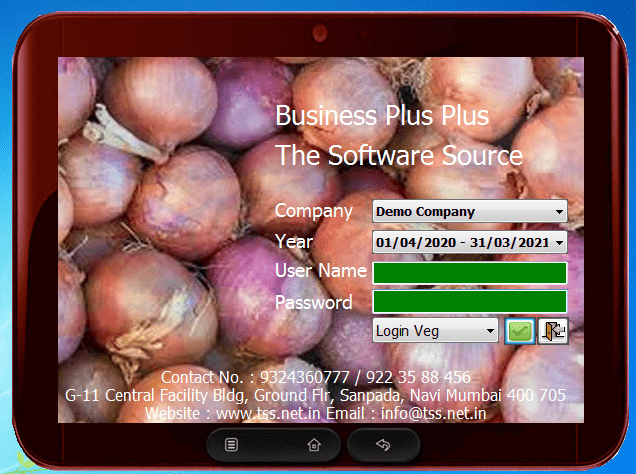 Business Plus Plus
The Software Source
Company Demo Company
Year 01/04/2020 - 31/03/2021
User Name
Password
Login Veg
Contact No. : 9324360777 / 922 35 88 456
G-11 Central Facility Bldg, Ground Flr, Sanpada, Navi Mumbai 400 705
Website : www.tss.net.in Email : info@tss.net.in